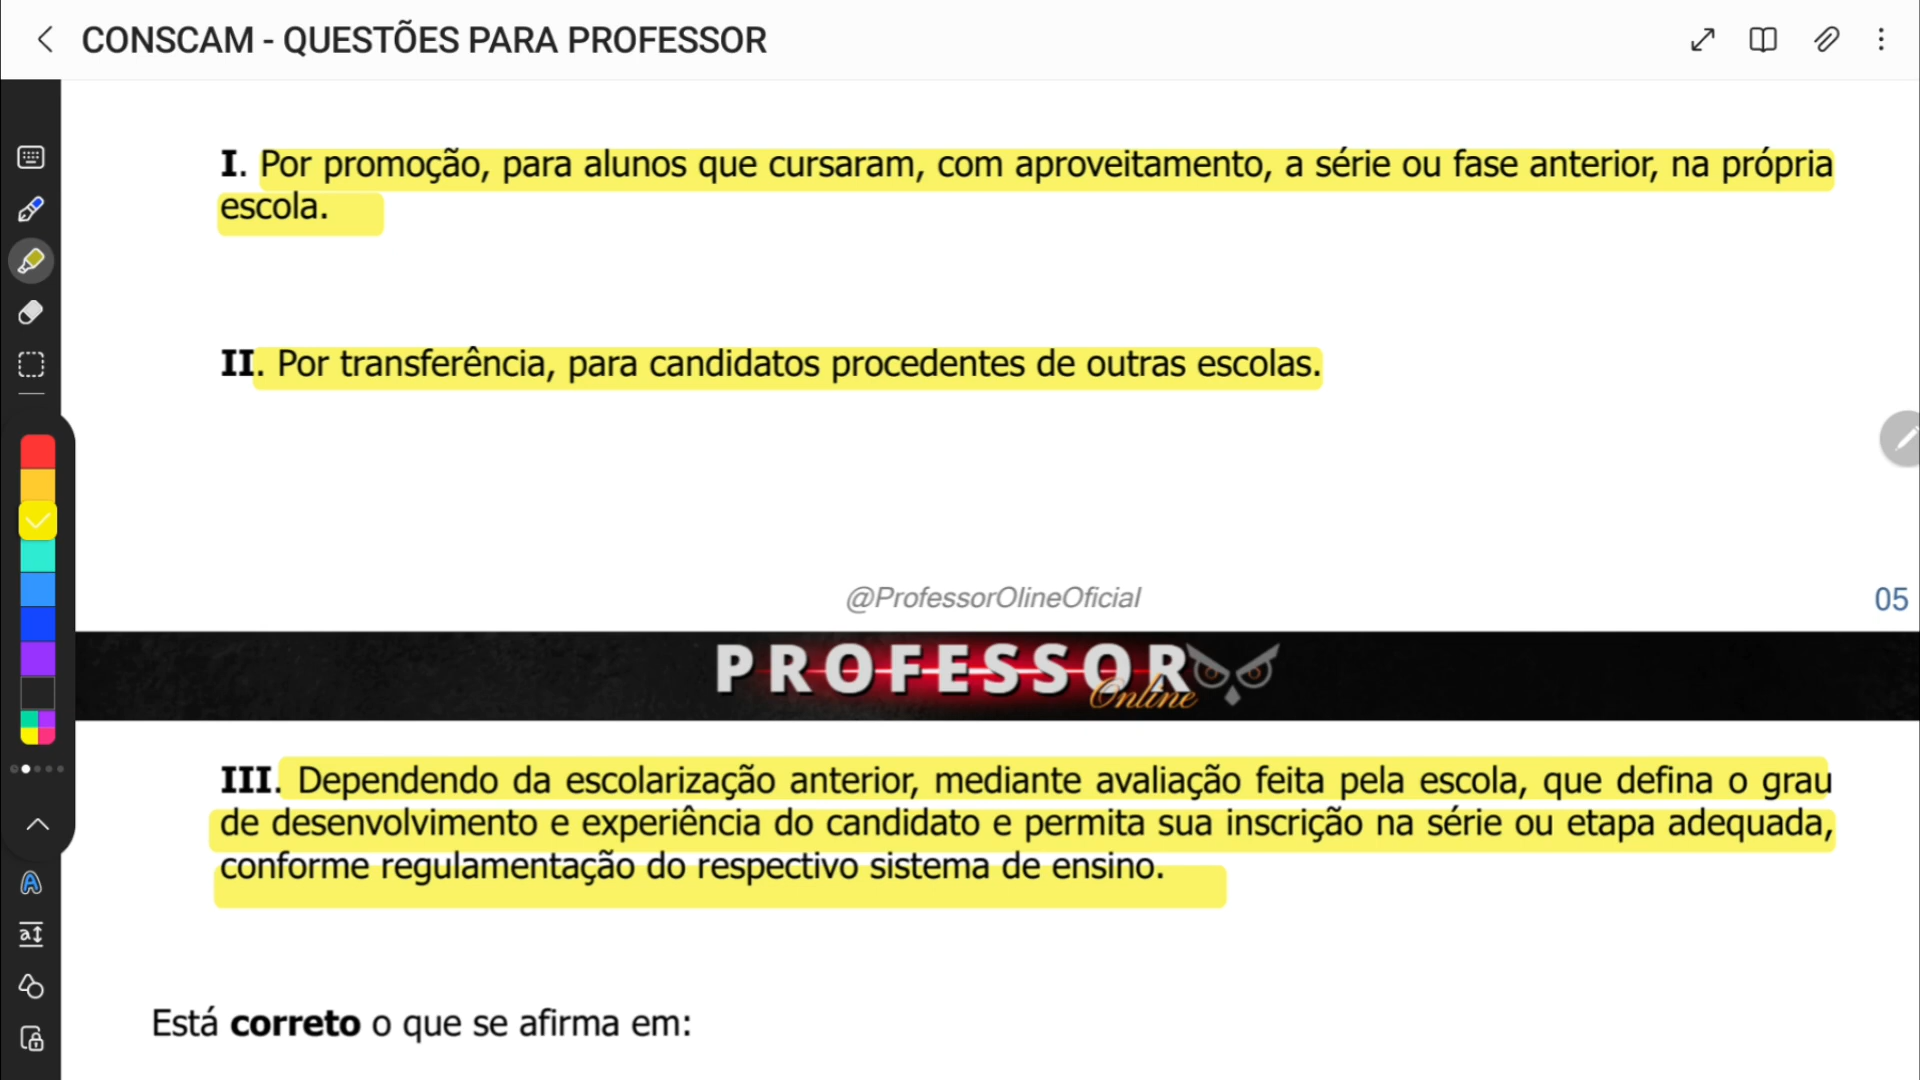 CONSCAM - QUESTÕES PARA PROFESSOR
I. Por promoção, para alunos que cursaram, com aproveitamento, a série ou fase anterior, na própria
escola.
II. Por transferência, para candidatos procedentes de outras escolas.
@ProfessorOlineOficial
05
PROFESSOR
Online
III. Dependendo da escolarização anterior, mediante avaliação feita pela escola, que defina o grau
de desenvolvimento e experiência do candidato e permita sua inscrição na série ou etapa adequada,
conforme regulamentação do respectivo sistema de ensino.
Está correto o que se afirma em: